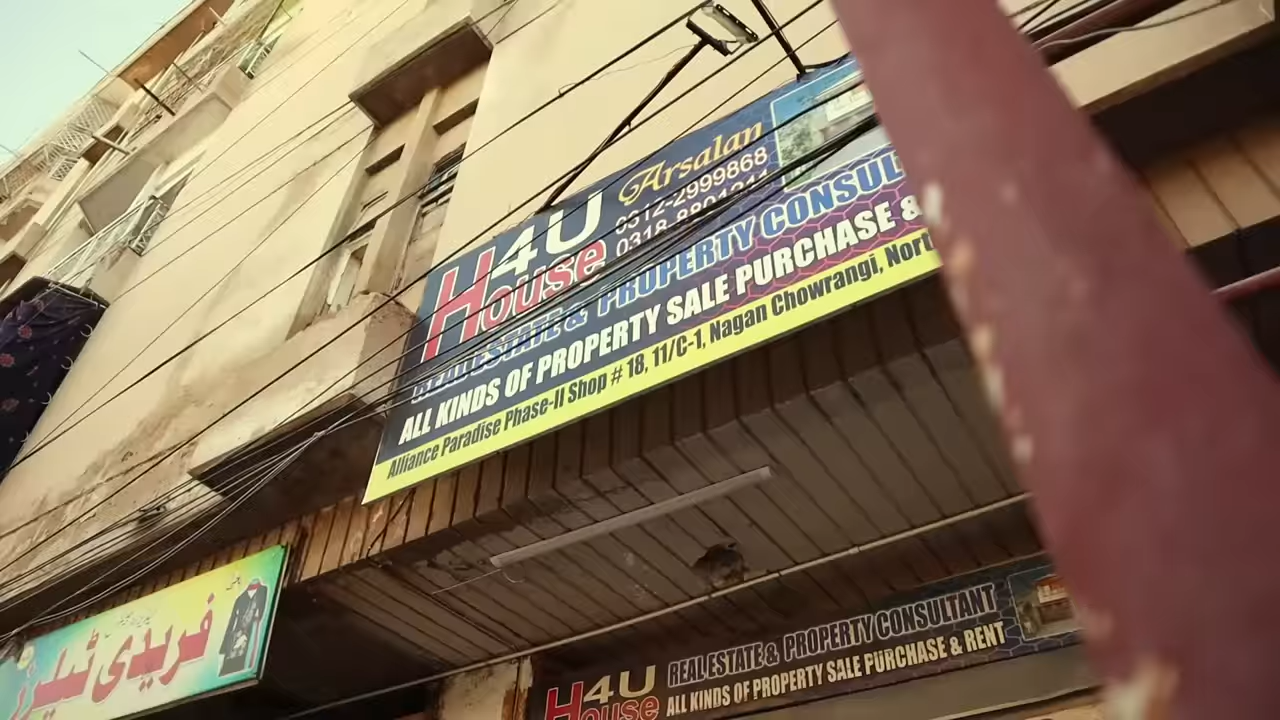 H4U
House
Arsalan
0312-2999868
REAL ESTATE & PROPERTY CONSUL
ALL KINDS OF PROPERTY SALE PURCHASE &
Alliance Paradise Phase-II Shop # 18, 11/C-1, Nagan Chowrangi, Nort
فریدی ٹیلرز
H4U
House
REAL ESTATE & PROPERTY CONSULTANT
ALL KINDS OF PROPERTY SALE PURCHASE & RENT